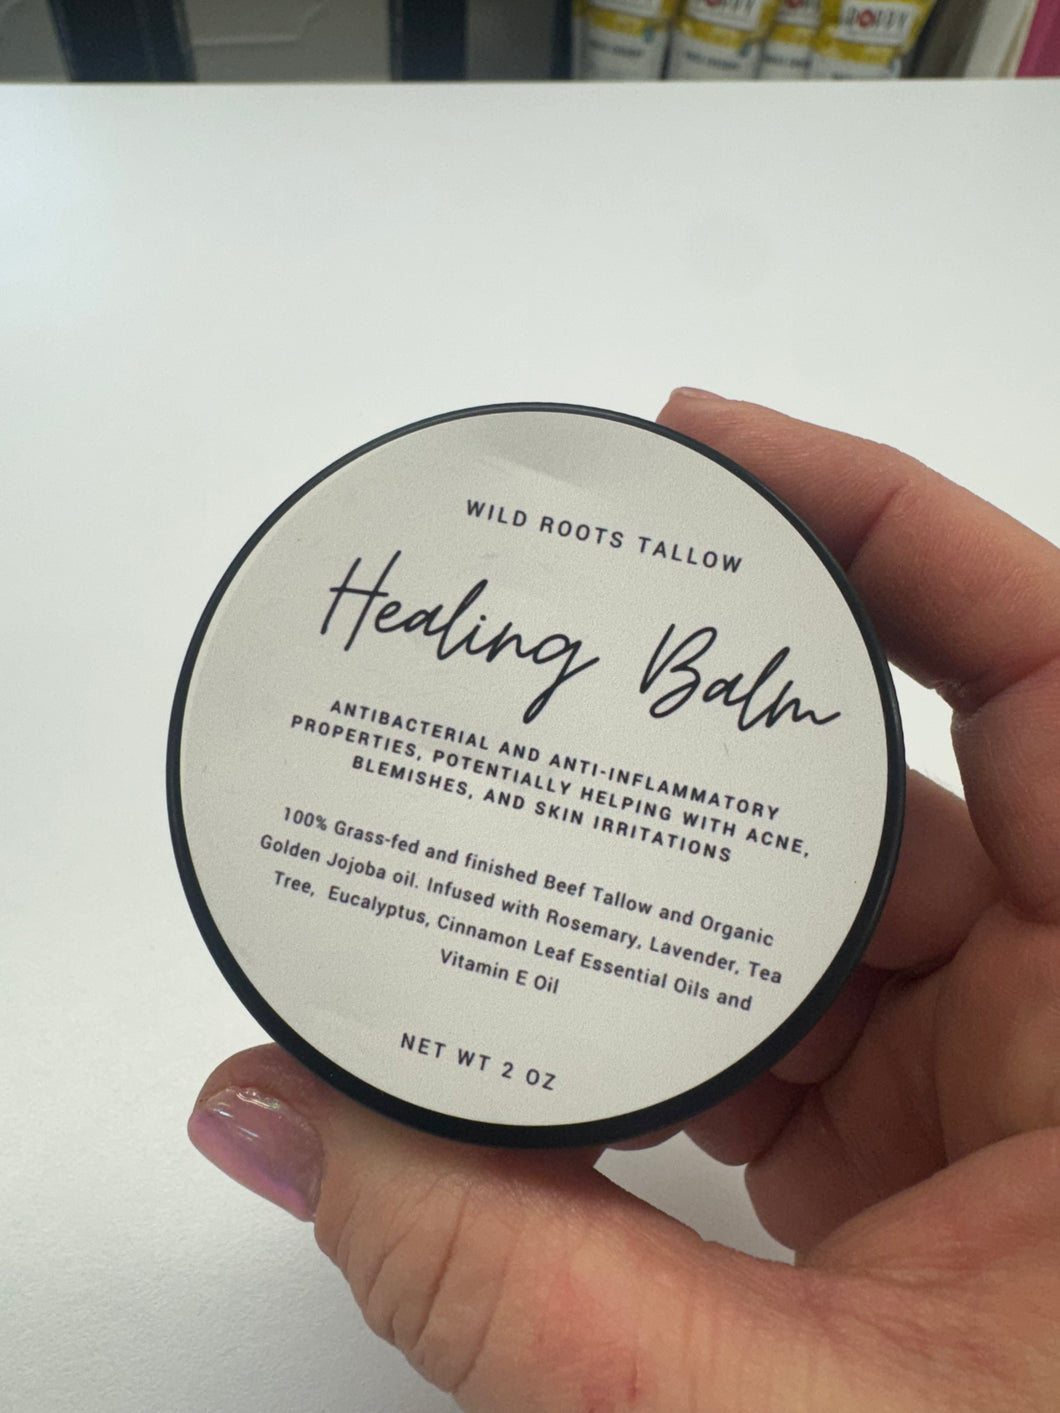 POPPY
WILD ROOTS TALLOW
Healing Balm
ANTIBACTERIAL AND ANTI-INFLAMMATORY
PROPERTIES, POTENTIALLY HELPING WITH ACNE,
BLEMISHES, AND SKIN IRRITATIONS
100% Grass-fed and finished Beef Tallow and Organic
Golden Jojoba oil. Infused with Rosemary, Lavender, Tea
Tree, Eucalyptus, Cinnamon Leaf Essential Oils and
Vitamin E Oil
NET WT 2 OZ